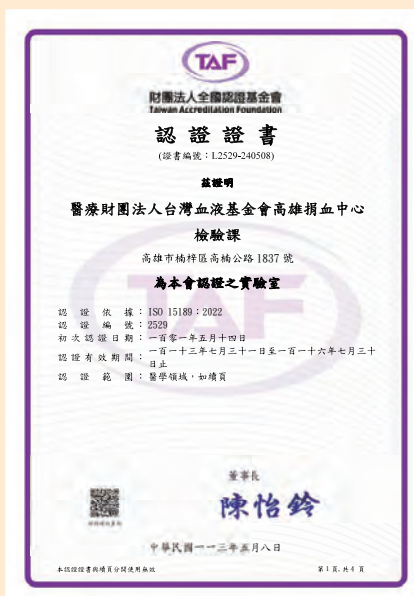 TAF
財團法人全國認證基金會
Taiwan Accreditation Foundation
認證證書
(證書編號：L2529-240508)
茲證明
醫療財團法人台灣血液基金會高雄捐血中心
檢驗課
高雄市楠梓區高楠公路 1837 號
為本會認證之實驗室
認證依據：ISO 15189：2022
認證編號：2529
初次認證日期：一百零一年五月十四日
認證有效期間：一百一十三年七月三十一日至一百一十六年七月三十
日止
認證範圍：醫學領域，如續頁
董事長
陳怡鈴
中華民國一一三年五月八日
本認證證書與續頁分開使用無效
第 1 頁，共 4 頁